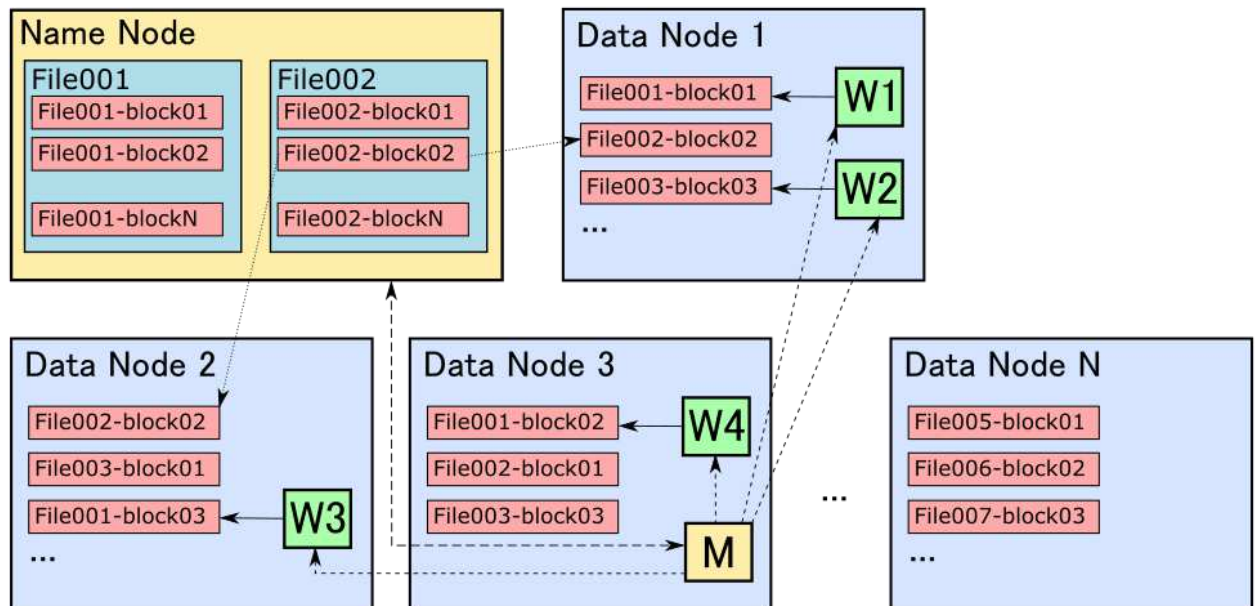 Name Node
File001
File001-block01
File001-block02
File001-blockN
File002
File002-block01
File002-block02
File002-blockN
Data Node 1
File001-block01
File002-block02
File003-block03
...
W1
W2
Data Node 2
File002-block02
File003-block01
File001-block03
...
W3
Data Node 3
File001-block02
File002-block01
File003-block03
W4
M
...
Data Node N
File005-block01
File006-block02
File007-block03
...